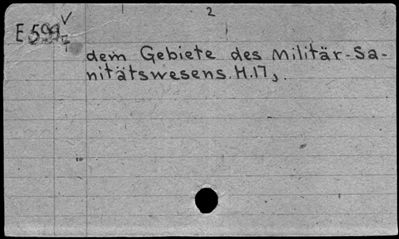 2
E 599
dem Gebiete des Militär-Sa-
nitätswesens. H.17,.